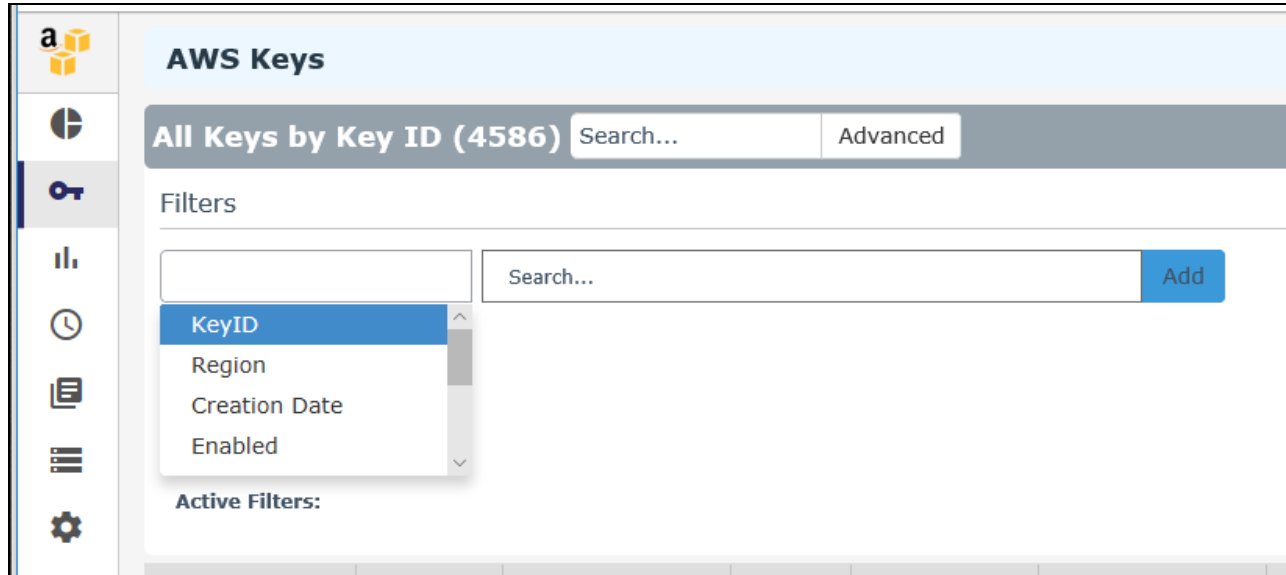 a
AWS Keys
All Keys by Key ID (4586) Search... Advanced
Filters
Search... Add
KeyID
Region
Creation Date
Enabled
Active Filters: